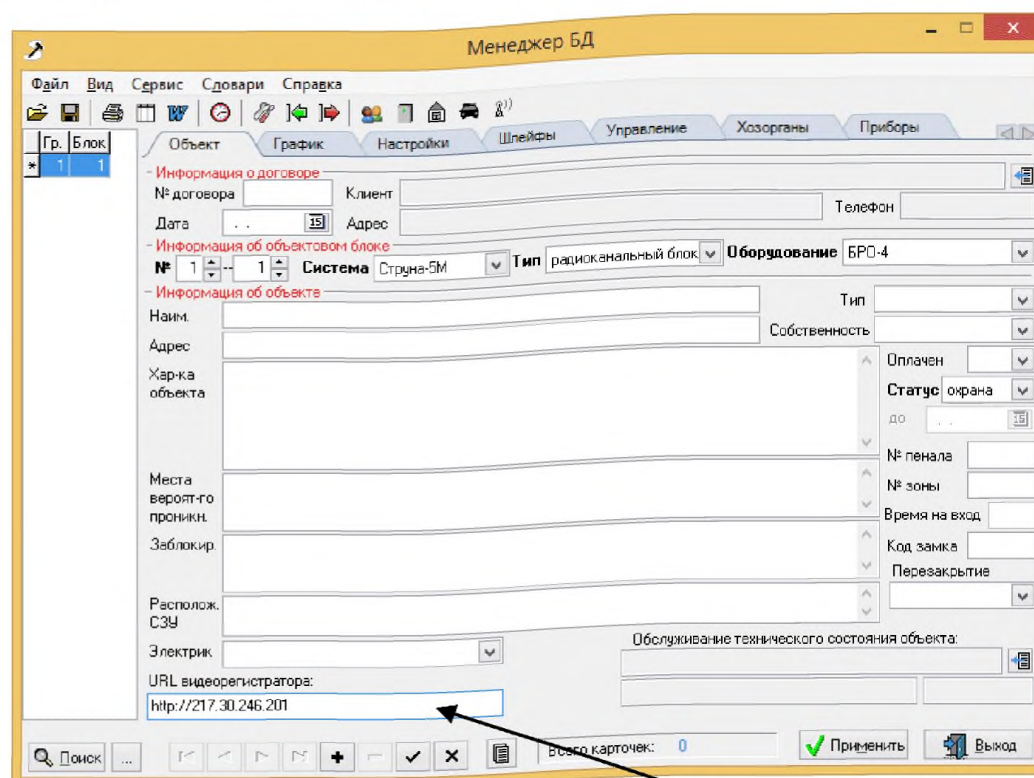 Менеджер БД
Файл Вид Сервис Словари Справка
Гр. Блок
* 1 1
Объект График Настройки Шлейфы Управление Хозорганы Приборы
Информация о договоре
№ договора Клиент
Дата . . 15 Адрес Телефон
Информация об объектовом блоке
№ 1 -- 1 Система Струна-5М Тип радиоканальный блок Оборудование БРО-4
Информация об объекте
Наим. Тип
Адрес Собственность
Хар-ка объекта Оплачен
Статус охрана
до . . 15
№ пенала
Места вероят-го проникн. № зоны
Время на вход
Заблокир. Код замка
Перезакрытие
Располож. СЗУ
Электрик Обслуживание технического состояния объекта:
URL видеорегистратора:
http://217.30.246.201
Поиск ... Всего карточек: 0 Применить Выход